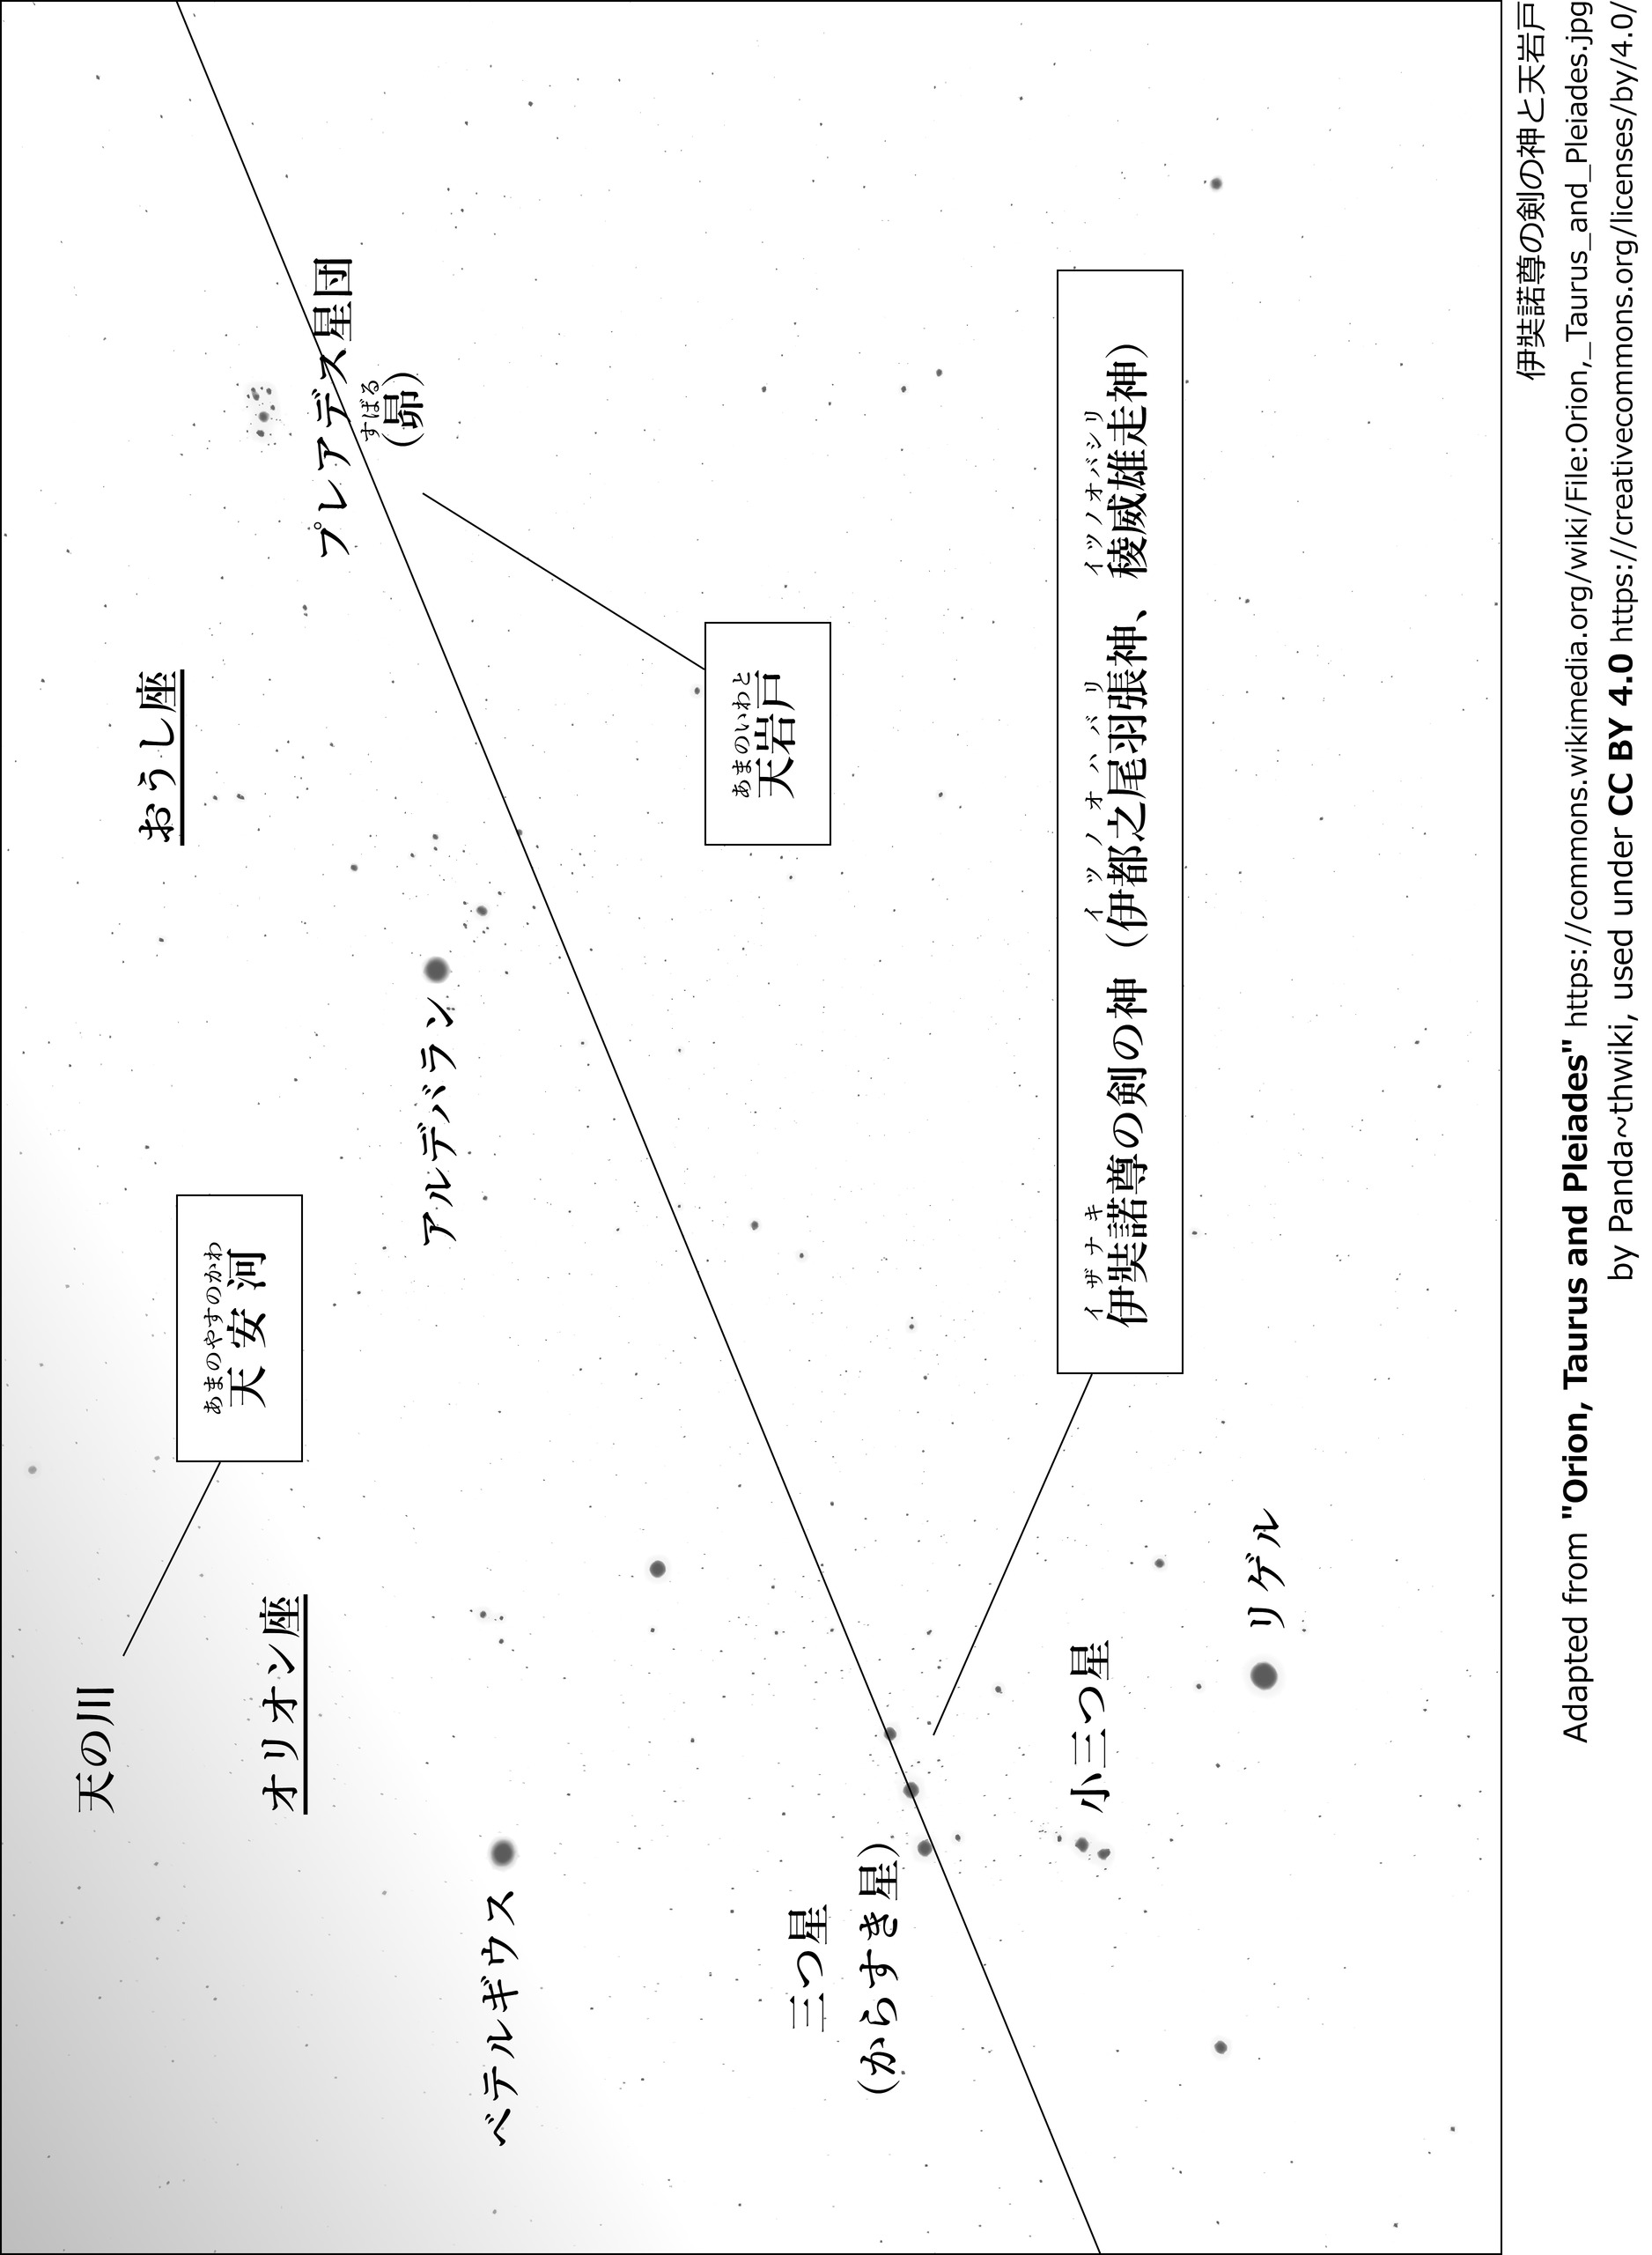 天の川
あまのやすのかわ
天安河
おうし座
オリオン座
プレアデス星団
すばる
(昴)
アルデバラン
ベテルギウス
あまのいわと
天岩戸
三つ星
(からすき星)
小三つ星
イザナキ イツノオハバリ イツノオバシリ
伊奘諾尊の剣の神 (伊都之尾羽張神、稜威雄走神)
リゲル
伊奘諾尊の剣の神と天岩戸
Adapted from "Orion, Taurus and Pleiades" https://commons.wikimedia.org/wiki/File:Orion,_Taurus_and_Pleiades.jpg
by Panda~thwiki, used under CC BY 4.0 https://creativecommons.org/licenses/by/4.0/